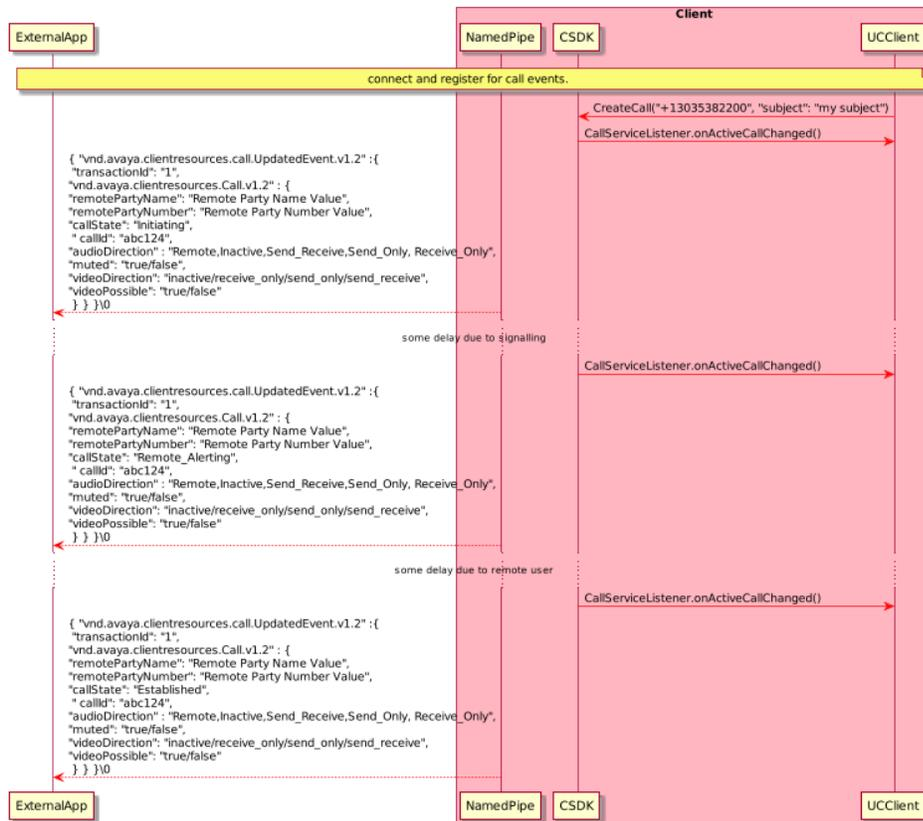 Client
ExternalApp
NamedPipe
CSDK
UCClient
connect and register for call events.
CreateCall("+13035382200", "subject": "my subject")
CallServiceListener.onActiveCallChanged()
{ "vnd.avaya.clientresources.call.UpdatedEvent.v1.2" :{
"transactionId": "1",
"vnd.avaya.clientresources.Call.v1.2" : {
"remotePartyName": "Remote Party Name Value",
"remotePartyNumber": "Remote Party Number Value",
"callState": "Initiating",
" callId": "abc124",
"audioDirection" : "Remote,Inactive,Send_Receive,Send_Only, Receive_Only",
"muted": "true/false",
"videoDirection": "inactive/receive_only/send_only/send_receive",
"videoPossible": "true/false"
} } }\0
some delay due to signalling
CallServiceListener.onActiveCallChanged()
{ "vnd.avaya.clientresources.call.UpdatedEvent.v1.2" :{
"transactionId": "1",
"vnd.avaya.clientresources.Call.v1.2" : {
"remotePartyName": "Remote Party Name Value",
"remotePartyNumber": "Remote Party Number Value",
"callState": "Remote_Alerting",
" callId": "abc124",
"audioDirection" : "Remote,Inactive,Send_Receive,Send_Only, Receive_Only",
"muted": "true/false",
"videoDirection": "inactive/receive_only/send_only/send_receive",
"videoPossible": "true/false"
} } }\0
some delay due to remote user
CallServiceListener.onActiveCallChanged()
{ "vnd.avaya.clientresources.call.UpdatedEvent.v1.2" :{
"transactionId": "1",
"vnd.avaya.clientresources.Call.v1.2" : {
"remotePartyName": "Remote Party Name Value",
"remotePartyNumber": "Remote Party Number Value",
"callState": "Established",
" callId": "abc124",
"audioDirection" : "Remote,Inactive,Send_Receive,Send_Only, Receive_Only",
"muted": "true/false",
"videoDirection": "inactive/receive_only/send_only/send_receive",
"videoPossible": "true/false"
} } }\0
ExternalApp
NamedPipe
CSDK
UCClient